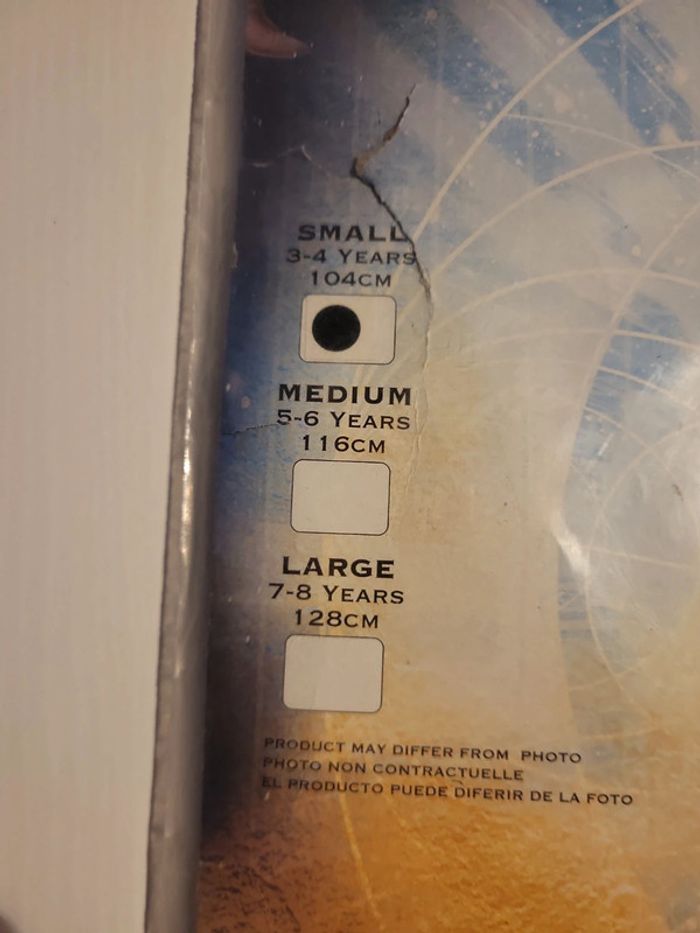 SMALL
3-4 YEARS
104CM
MEDIUM
5-6 YEARS
116CM
LARGE
7-8 YEARS
128CM
PRODUCT MAY DIFFER FROM PHOTO
PHOTO NON CONTRACTUELLE
EL PRODUCTO PUEDE DIFERIR DE LA FOTO